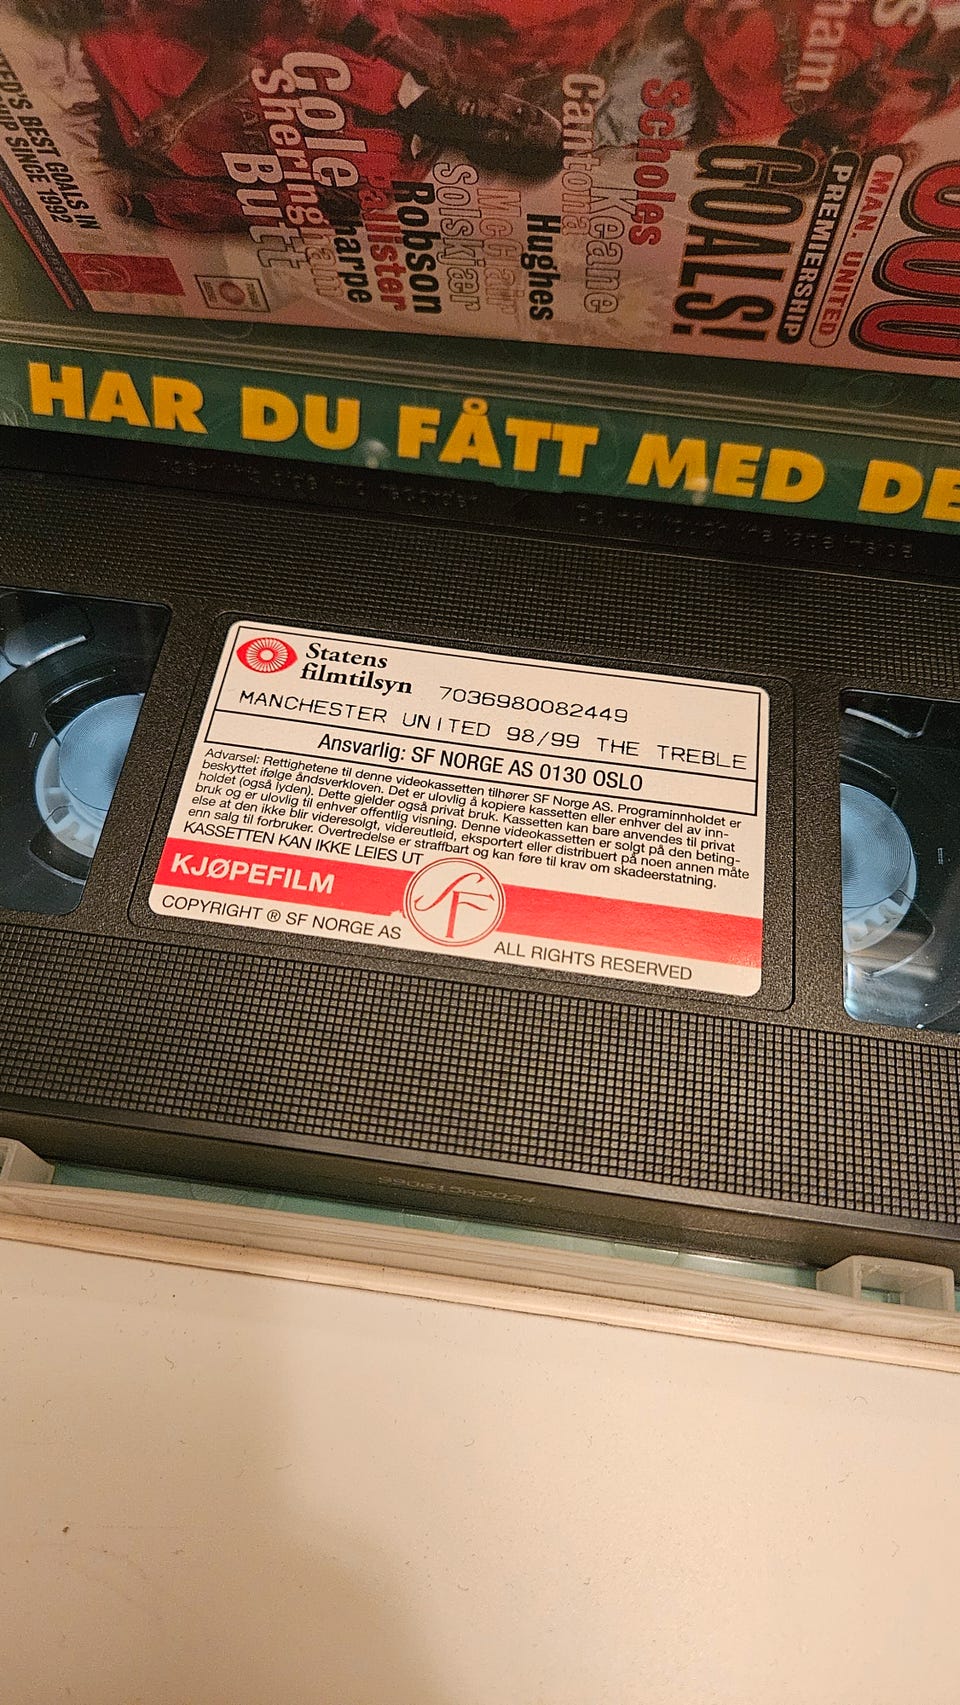 UNITED'S BEST GOALS IN
SINCE 1992
Cole
Sheringham
Butt
Sharpe
Pallister
Robson
Solskjær
McClair
Hughes
Cantona
Keane
Scholes
GOALS!
PREMIERSHIP
MAN. UNITED
HAR DU FÅTT MED DE
Do not touch the tape inside
Statens
filmtilsyn
7036980082449
MANCHESTER UNITED 98/99 THE TREBLE
Ansvarlig: SF NORGE AS 0130 OSLO
Advarsel: Rettighetene til denne videokassetten tilhører SF Norge AS. Programinnholdet er
beskyttet ifølge åndsverkloven. Det er ulovlig å kopiere kassetten eller enhver del av inn-
holdet (også lyden). Dette gjelder også privat bruk. Kassetten kan bare anvendes til privat
bruk og er ulovlig til enhver offentlig visning. Denne videokassetten er solgt på den beting-
else at den ikke blir videresolgt, videreutleid, eksportert eller distribuert på noen annen måte
enn salg til forbruker. Overtredelse er straffbart og kan føre til krav om skadeerstatning.
KASSETTEN KAN IKKE LEIES UT
KJØPEFILM
SF
COPYRIGHT ® SF NORGE AS
ALL RIGHTS RESERVED